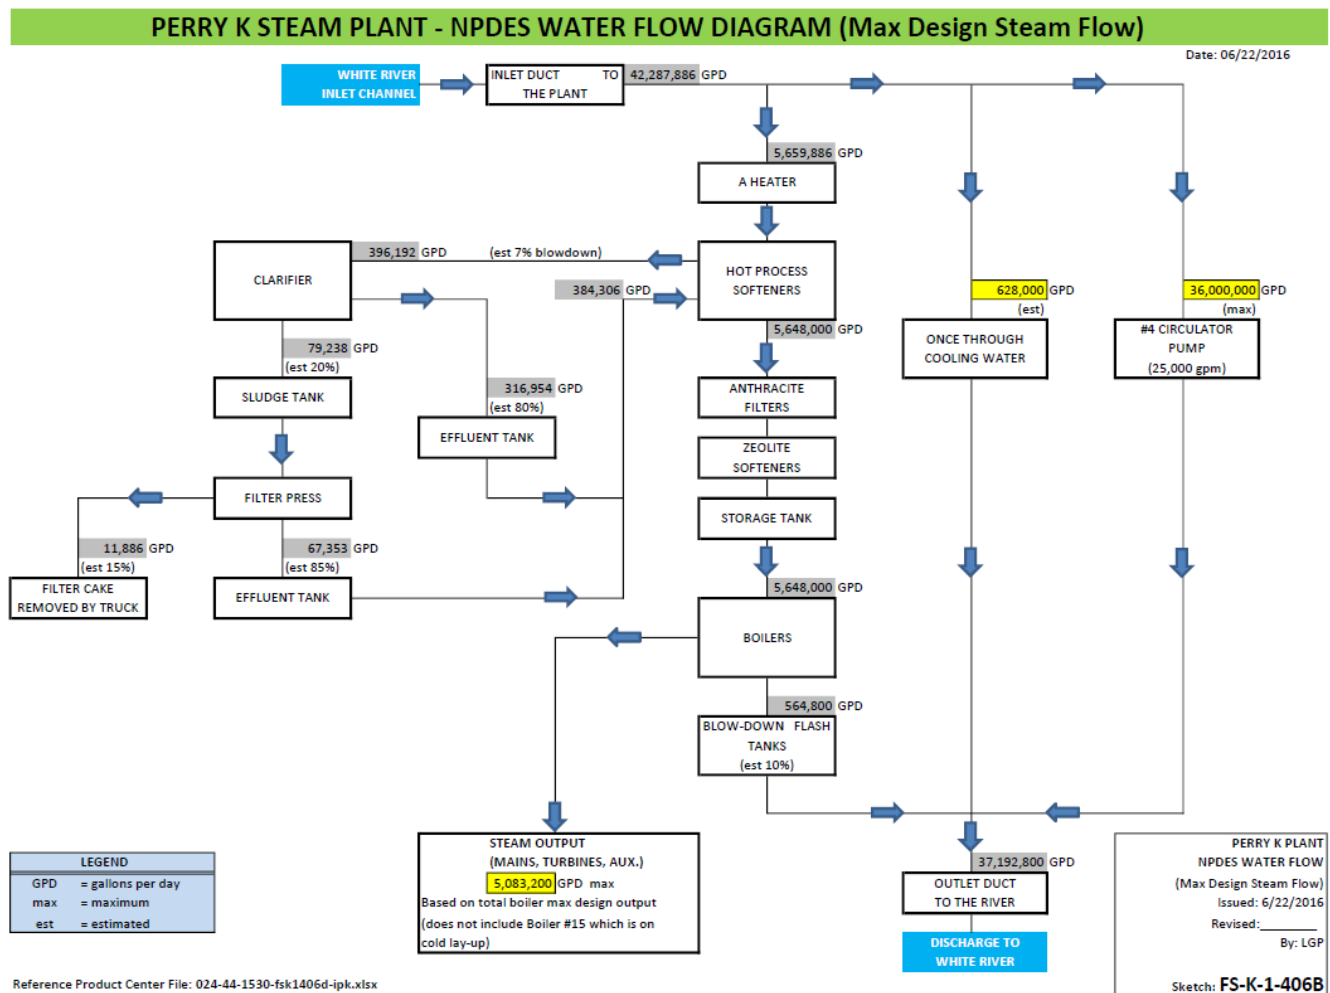 PERRY K STEAM PLANT - NPDES WATER FLOW DIAGRAM (Max Design Steam Flow)
Date: 06/22/2016
WHITE RIVER
INLET CHANNEL
INLET DUCT TO
THE PLANT
42,287,886 GPD
5,659,886 GPD
A HEATER
CLARIFIER
396,192 GPD
(est 7% blowdown)
HOT PROCESS
SOFTENERS
384,306 GPD
628,000 GPD
(est)
36,000,000 GPD
(max)
5,648,000 GPD
ONCE THROUGH
COOLING WATER
#4 CIRCULATOR
PUMP
(25,000 gpm)
79,238 GPD
(est 20%)
SLUDGE TANK
316,954 GPD
(est 80%)
EFFLUENT TANK
ANTHRACITE
FILTERS
ZEOLITE
SOFTENERS
FILTER PRESS
STORAGE TANK
11,886 GPD
(est 15%)
67,353 GPD
(est 85%)
FILTER CAKE
REMOVED BY TRUCK
EFFLUENT TANK
5,648,000 GPD
BOILERS
564,800 GPD
BLOW-DOWN FLASH
TANKS
(est 10%)
STEAM OUTPUT
(MAINS, TURBINES, AUX.)
5,083,200 GPD max
Based on total boiler max design output
(does not include Boiler #15 which is on
cold lay-up)
37,192,800 GPD
OUTLET DUCT
TO THE RIVER
DISCHARGE TO
WHITE RIVER
LEGEND
GPD = gallons per day
max = maximum
est = estimated
PERRY K PLANT
NPDES WATER FLOW
(Max Design Steam Flow)
Issued: 6/22/2016
Revised:________
By: LGP
Sketch: FS-K-1-406B
Reference Product Center File: 024-44-1530-fsk1406d-ipk.xlsx